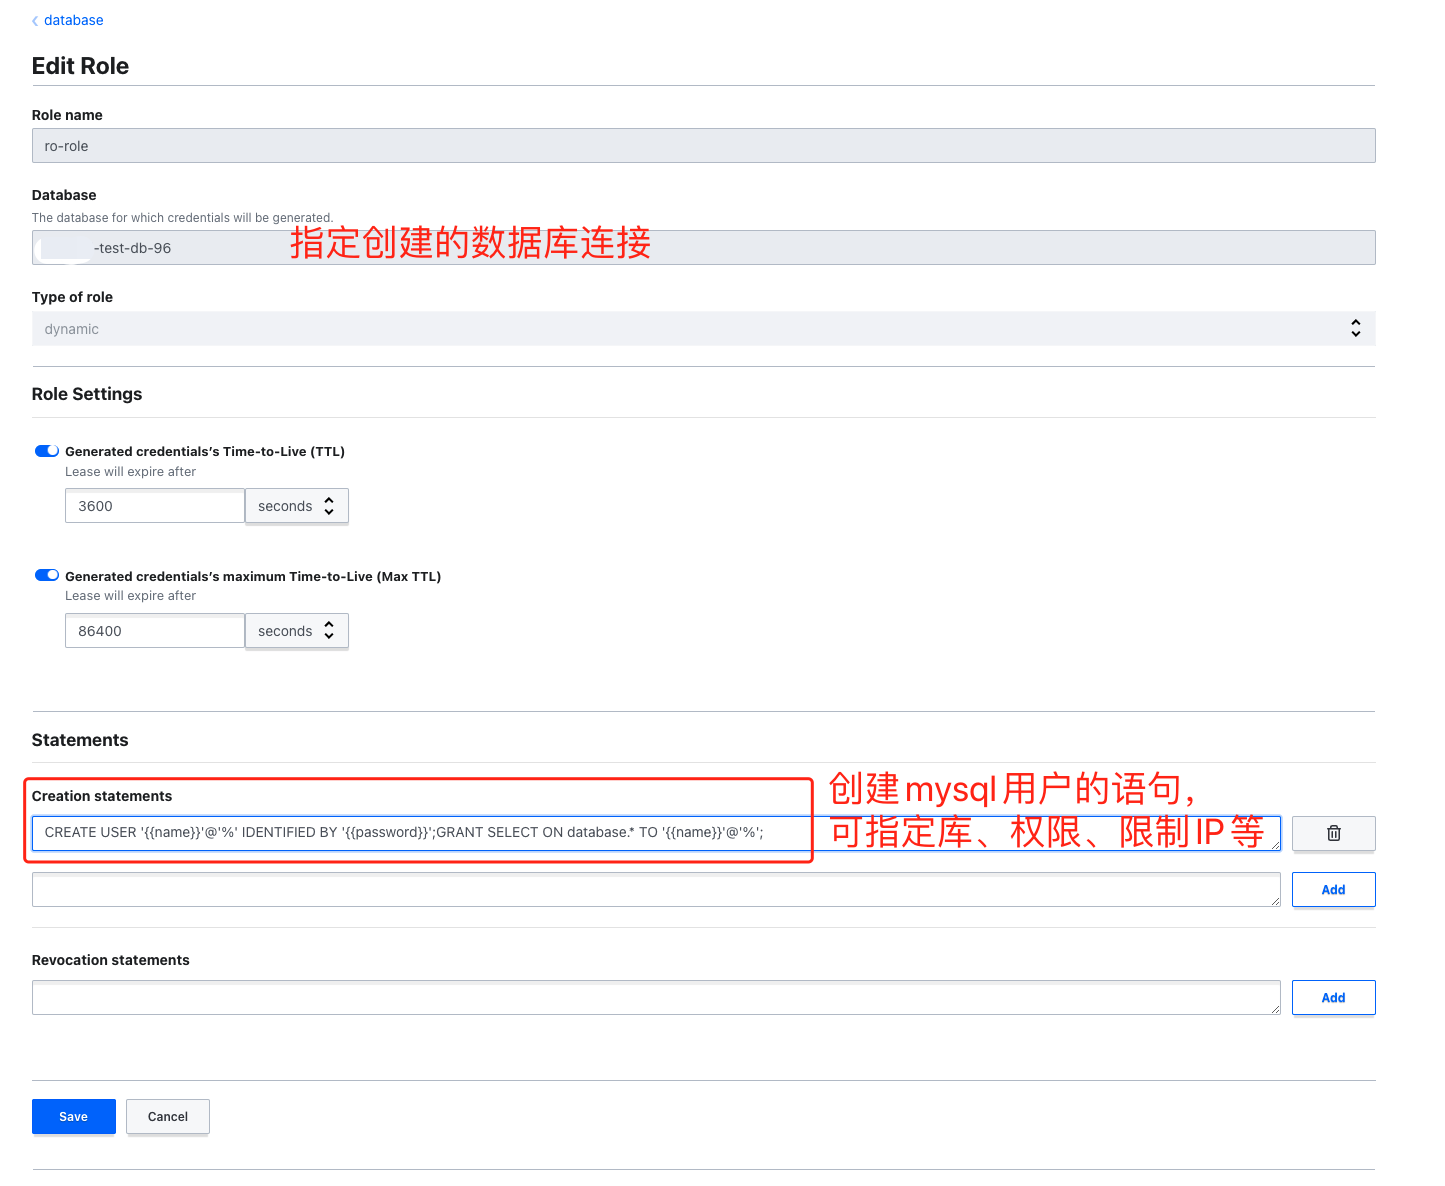 database
Edit Role
Role name
ro-role
Database
The database for which credentials will be generated.
-test-db-96
指定创建的数据库连接
Type of role
dynamic
Role Settings
Generated credentials's Time-to-Live (TTL)
Lease will expire after
3600 seconds
Generated credentials's maximum Time-to-Live (Max TTL)
Lease will expire after
86400 seconds
Statements
Creation statements
CREATE USER '{{name}}'@'%' IDENTIFIED BY '{{password}}';GRANT SELECT ON database.* TO '{{name}}'@'%';
创建mysql用户的语句,
可指定库、权限、限制IP等
Add
Revocation statements
Add
Save Cancel